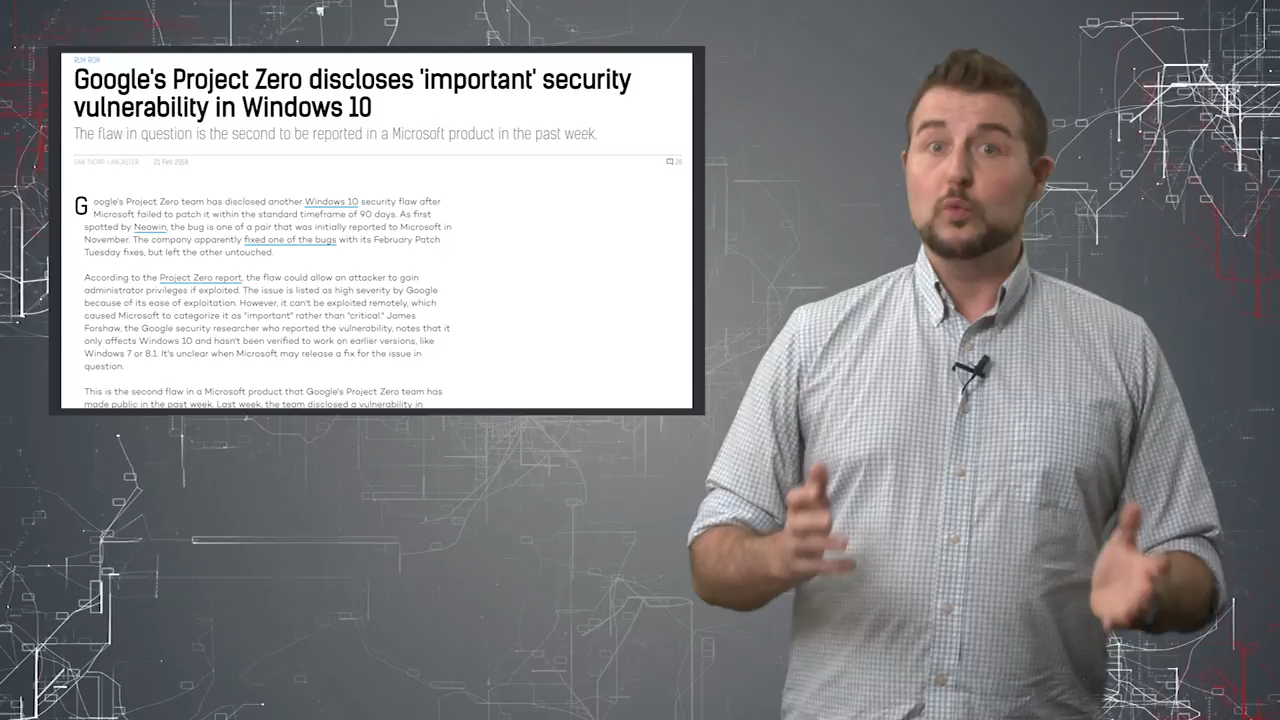 RUH ROH
Google's Project Zero discloses 'important' security
vulnerability in Windows 10
The flaw in question is the second to be reported in a Microsoft product in the past week.
DAN THORP-LANCASTER 21 Feb 2018 28
Google's Project Zero team has disclosed another Windows 10 security flaw after
Microsoft failed to patch it within the standard timeframe of 90 days. As first
spotted by Neowin, the bug is one of a pair that was initially reported to Microsoft in
November. The company apparently fixed one of the bugs with its February Patch
Tuesday fixes, but left the other untouched.
According to the Project Zero report, the flaw could allow an attacker to gain
administrator privileges if exploited. The issue is listed as high severity by Google
because of its ease of exploitation. However, it can't be exploited remotely, which
caused Microsoft to categorize it as "important" rather than "critical." James
Forshaw, the Google security researcher who reported the vulnerability, notes that it
only affects Windows 10 and hasn't been verified to work on earlier versions, like
Windows 7 or 8.1. It's unclear when Microsoft may release a fix for the issue in
question.
This is the second flaw in a Microsoft product that Google's Project Zero team has
made public in the past week. Last week, the team disclosed a vulnerability in